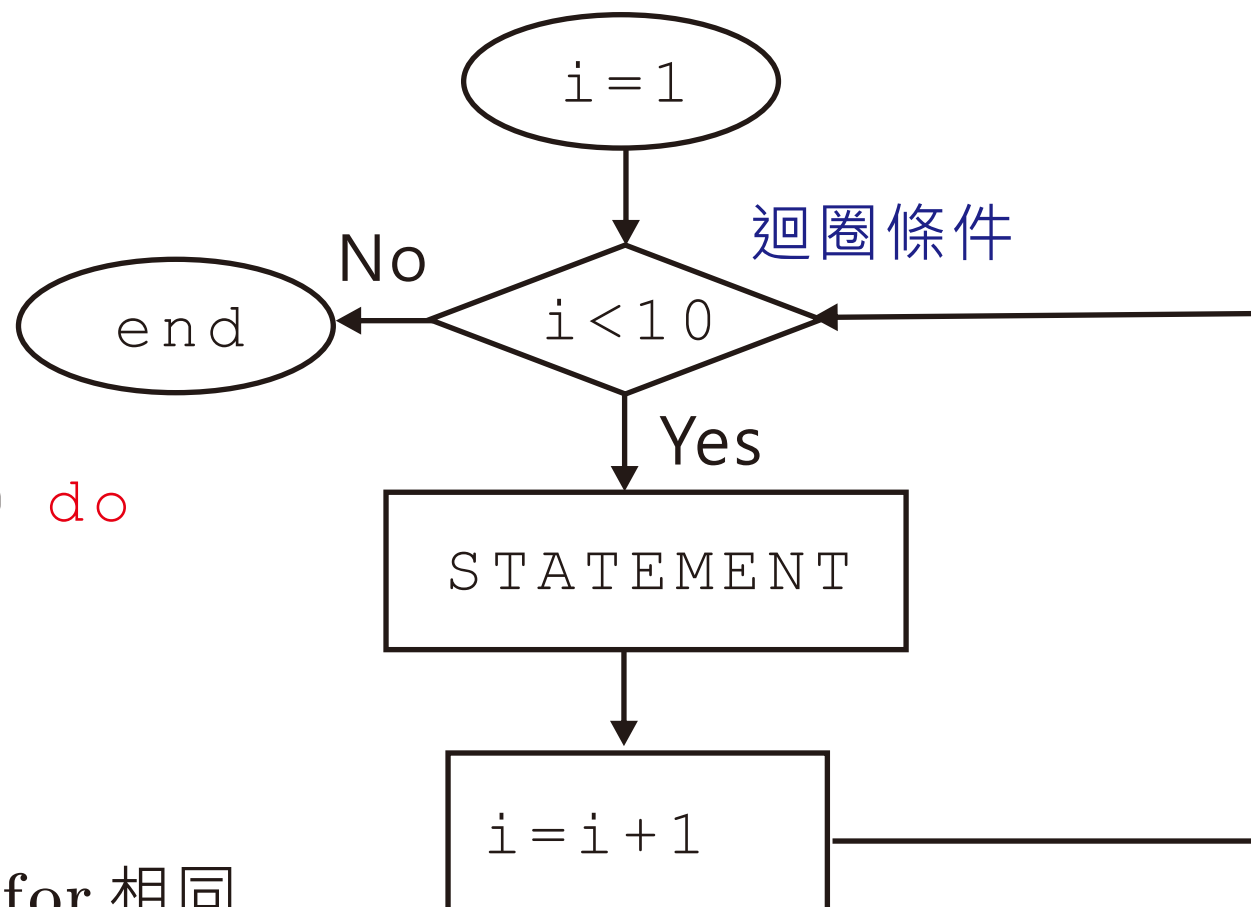 i=1
迴圈條件
No
i<10
end
Yes
do
STATEMENT
i=i+1
for 相同